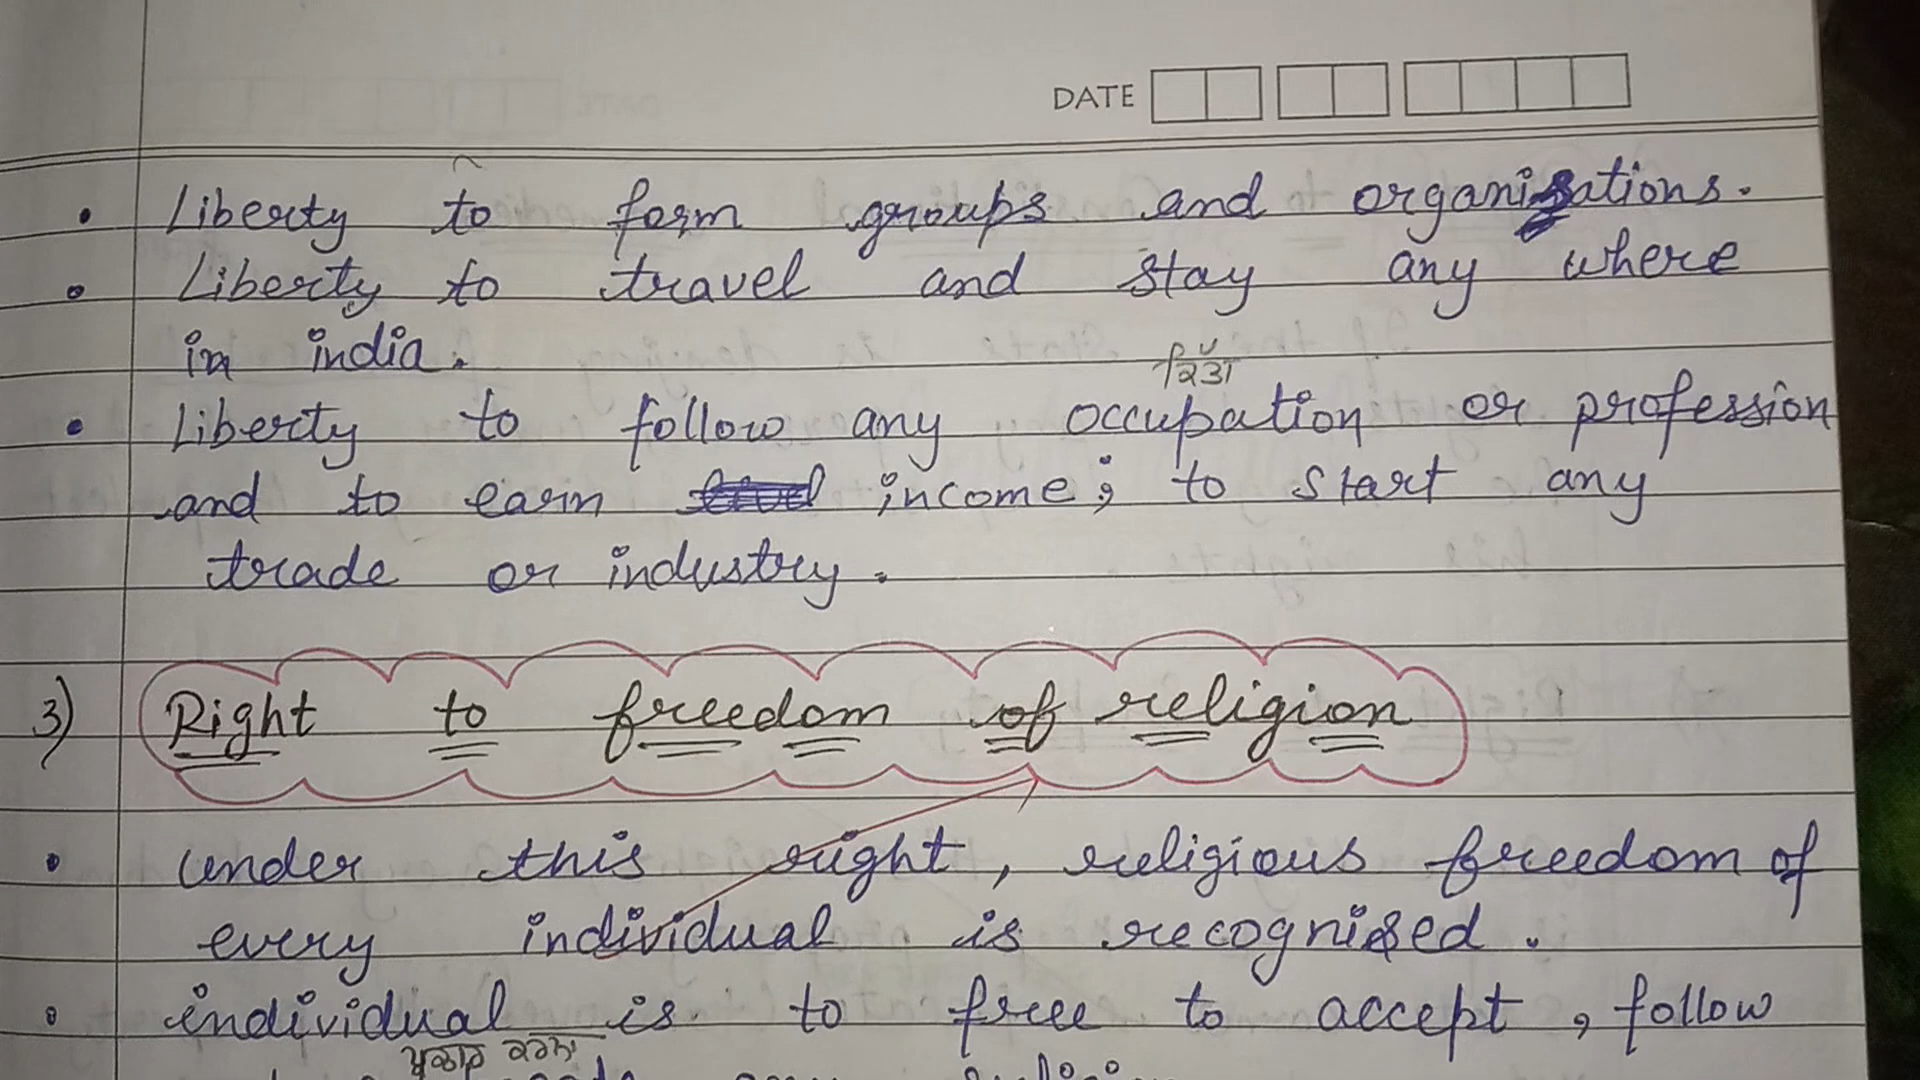 DATE
• Liberty to form groups and organisations.
• Liberty to travel and stay any where
in india.
• Liberty to follow any occupation or profession
and to earn income; to start any
trade or industry.
3) Right to freedom of religion
• under this right, religious freedom of
every individual is recognised.
• individual is to free to accept, follow